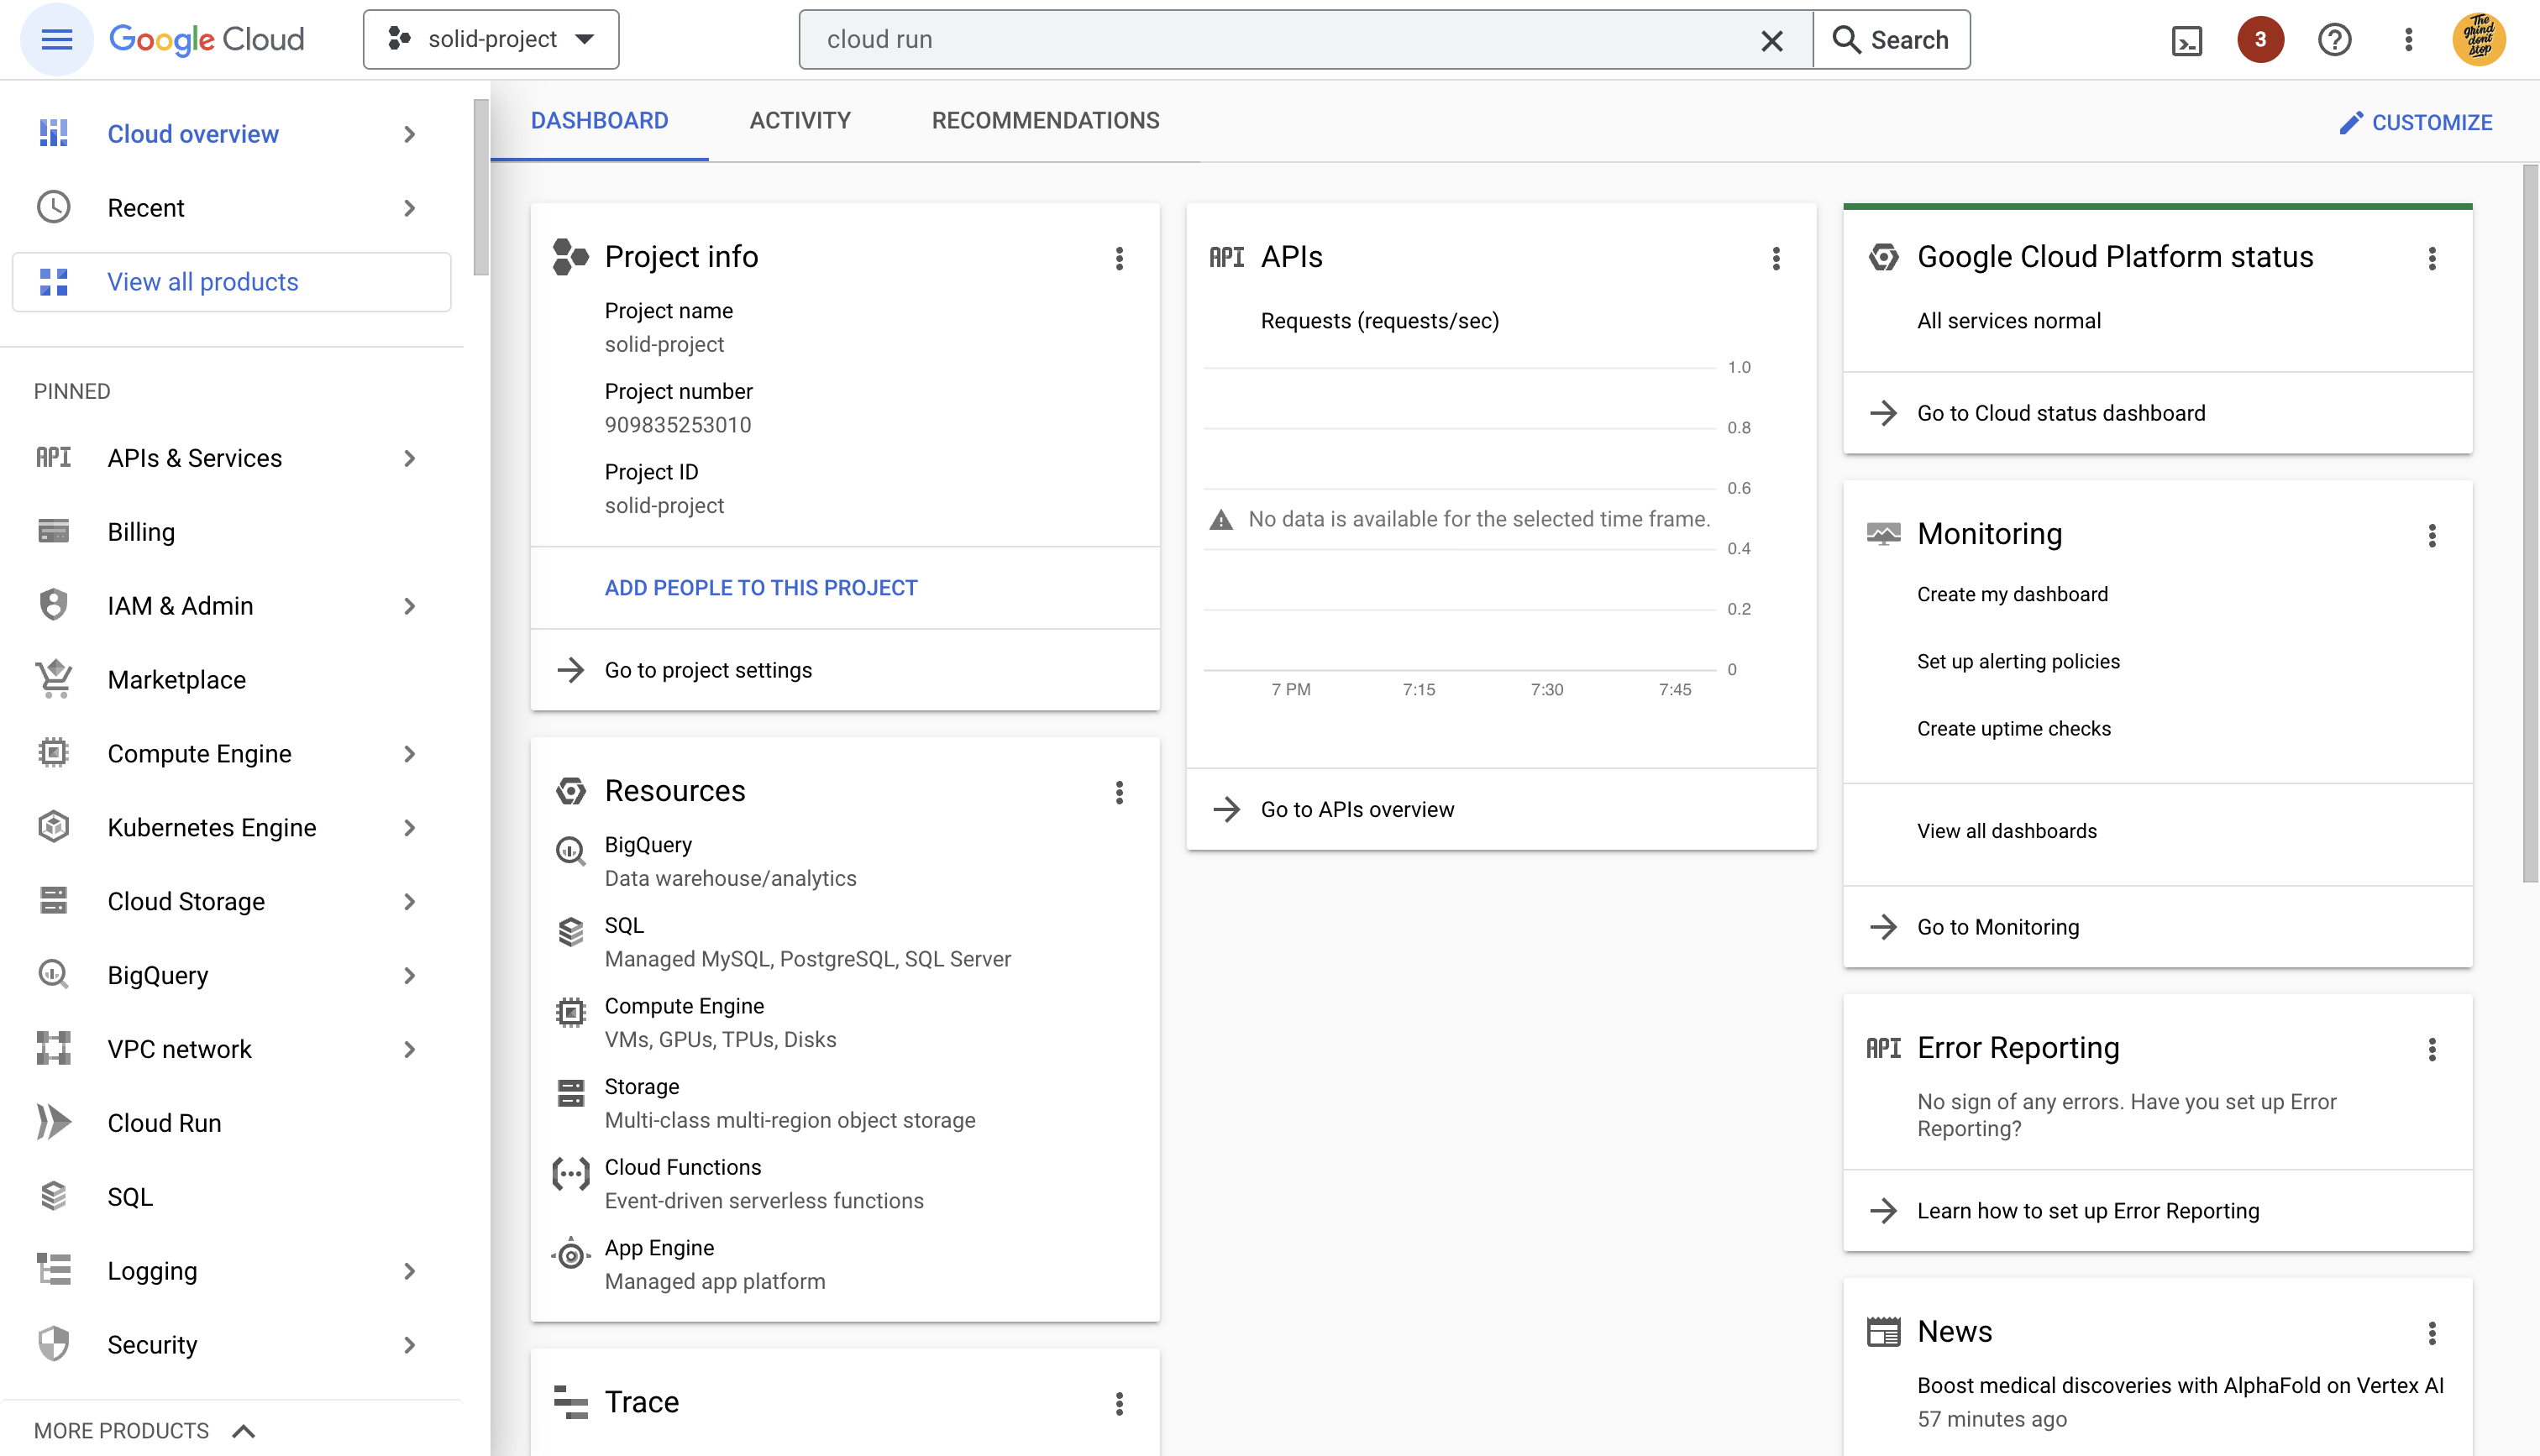 Google Cloud
solid-project
cloud run
Search
3
The grind dont stop
Cloud overview
Recent
View all products
PINNED
API APIs & Services
Billing
IAM & Admin
Marketplace
Compute Engine
Kubernetes Engine
Cloud Storage
BigQuery
VPC network
Cloud Run
SQL
Logging
Security
MORE PRODUCTS
DASHBOARD
ACTIVITY
RECOMMENDATIONS
CUSTOMIZE
Project info
Project name
solid-project
Project number
909835253010
Project ID
solid-project
ADD PEOPLE TO THIS PROJECT
Go to project settings
Resources
BigQuery
Data warehouse/analytics
SQL
Managed MySQL, PostgreSQL, SQL Server
Compute Engine
VMs, GPUs, TPUs, Disks
Storage
Multi-class multi-region object storage
Cloud Functions
Event-driven serverless functions
App Engine
Managed app platform
Trace
API APIs
Requests (requests/sec)
1.0
0.8
0.6
No data is available for the selected time frame.
0.4
0.2
0
7 PM 7:15 7:30 7:45
Go to APIs overview
Google Cloud Platform status
All services normal
Go to Cloud status dashboard
Monitoring
Create my dashboard
Set up alerting policies
Create uptime checks
View all dashboards
Go to Monitoring
API Error Reporting
No sign of any errors. Have you set up Error
Reporting?
Learn how to set up Error Reporting
News
Boost medical discoveries with AlphaFold on Vertex AI
57 minutes ago